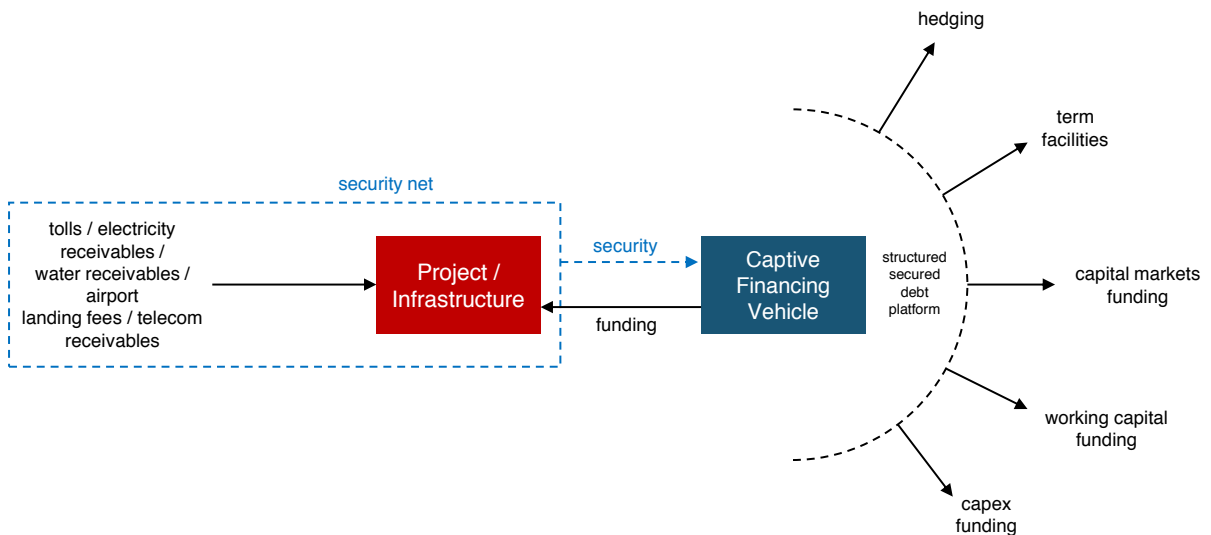 hedging
term
facilities
security net
tolls / electricity
receivables /
water receivables /
airport
landing fees / telecom
receivables
Project /
Infrastructure
security
funding
Captive
Financing
Vehicle
structured
secured
debt
platform
capital markets
funding
working capital
funding
capex
funding